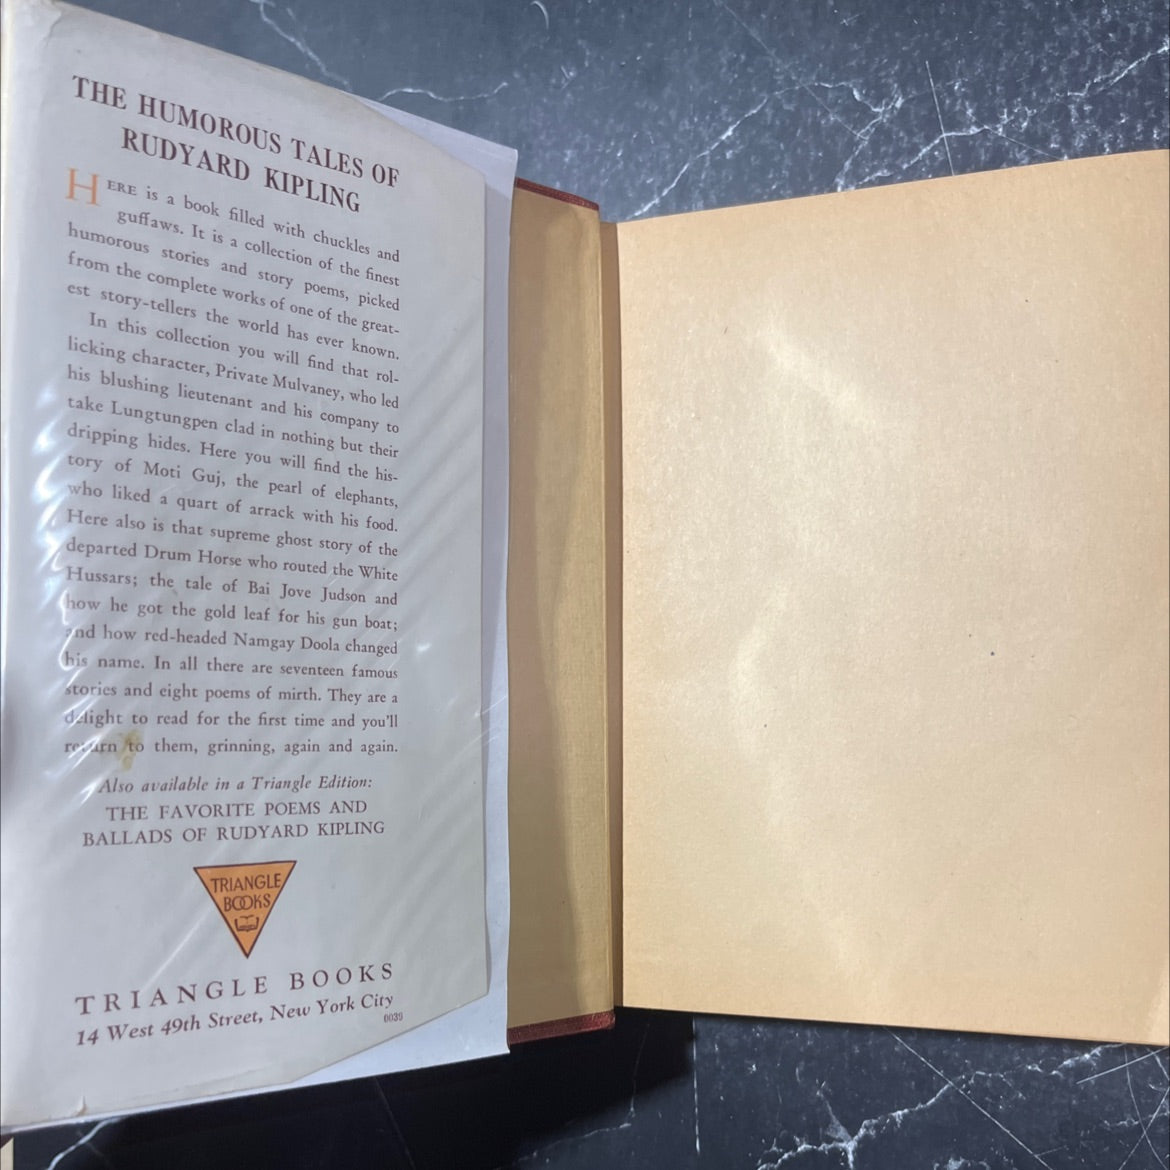 THE HUMOROUS TALES OF
RUDYARD KIPLING
HERE is a book filled with chuckles and
guffaws. It is a collection of the finest
humorous stories and story poems, picked
from the complete works of one of the great-
est story-tellers the world has ever known.
In this collection you will find that rol-
licking character, Private Mulvaney, who led
his blushing lieutenant and his company to
take Lungtungpen clad in nothing but their
dripping hides. Here you will find the his-
tory of Moti Guj, the pearl of elephants,
who liked a quart of arrack with his food.
Here also is that supreme ghost story of the
departed Drum Horse who routed the White
Hussars; the tale of Bai Jove Judson and
how he got the gold leaf for his gun boat;
and how red-headed Namgay Doola changed
his name. In all there are seventeen famous
stories and eight poems of mirth. They are a
delight to read for the first time and you'll
return to them, grinning, again and again.
Also available in a Triangle Edition:
THE FAVORITE POEMS AND
BALLADS OF RUDYARD KIPLING
TRIANGLE
BOOKS
TRIANGLE BOOKS
14 West 49th Street, New York City
0039